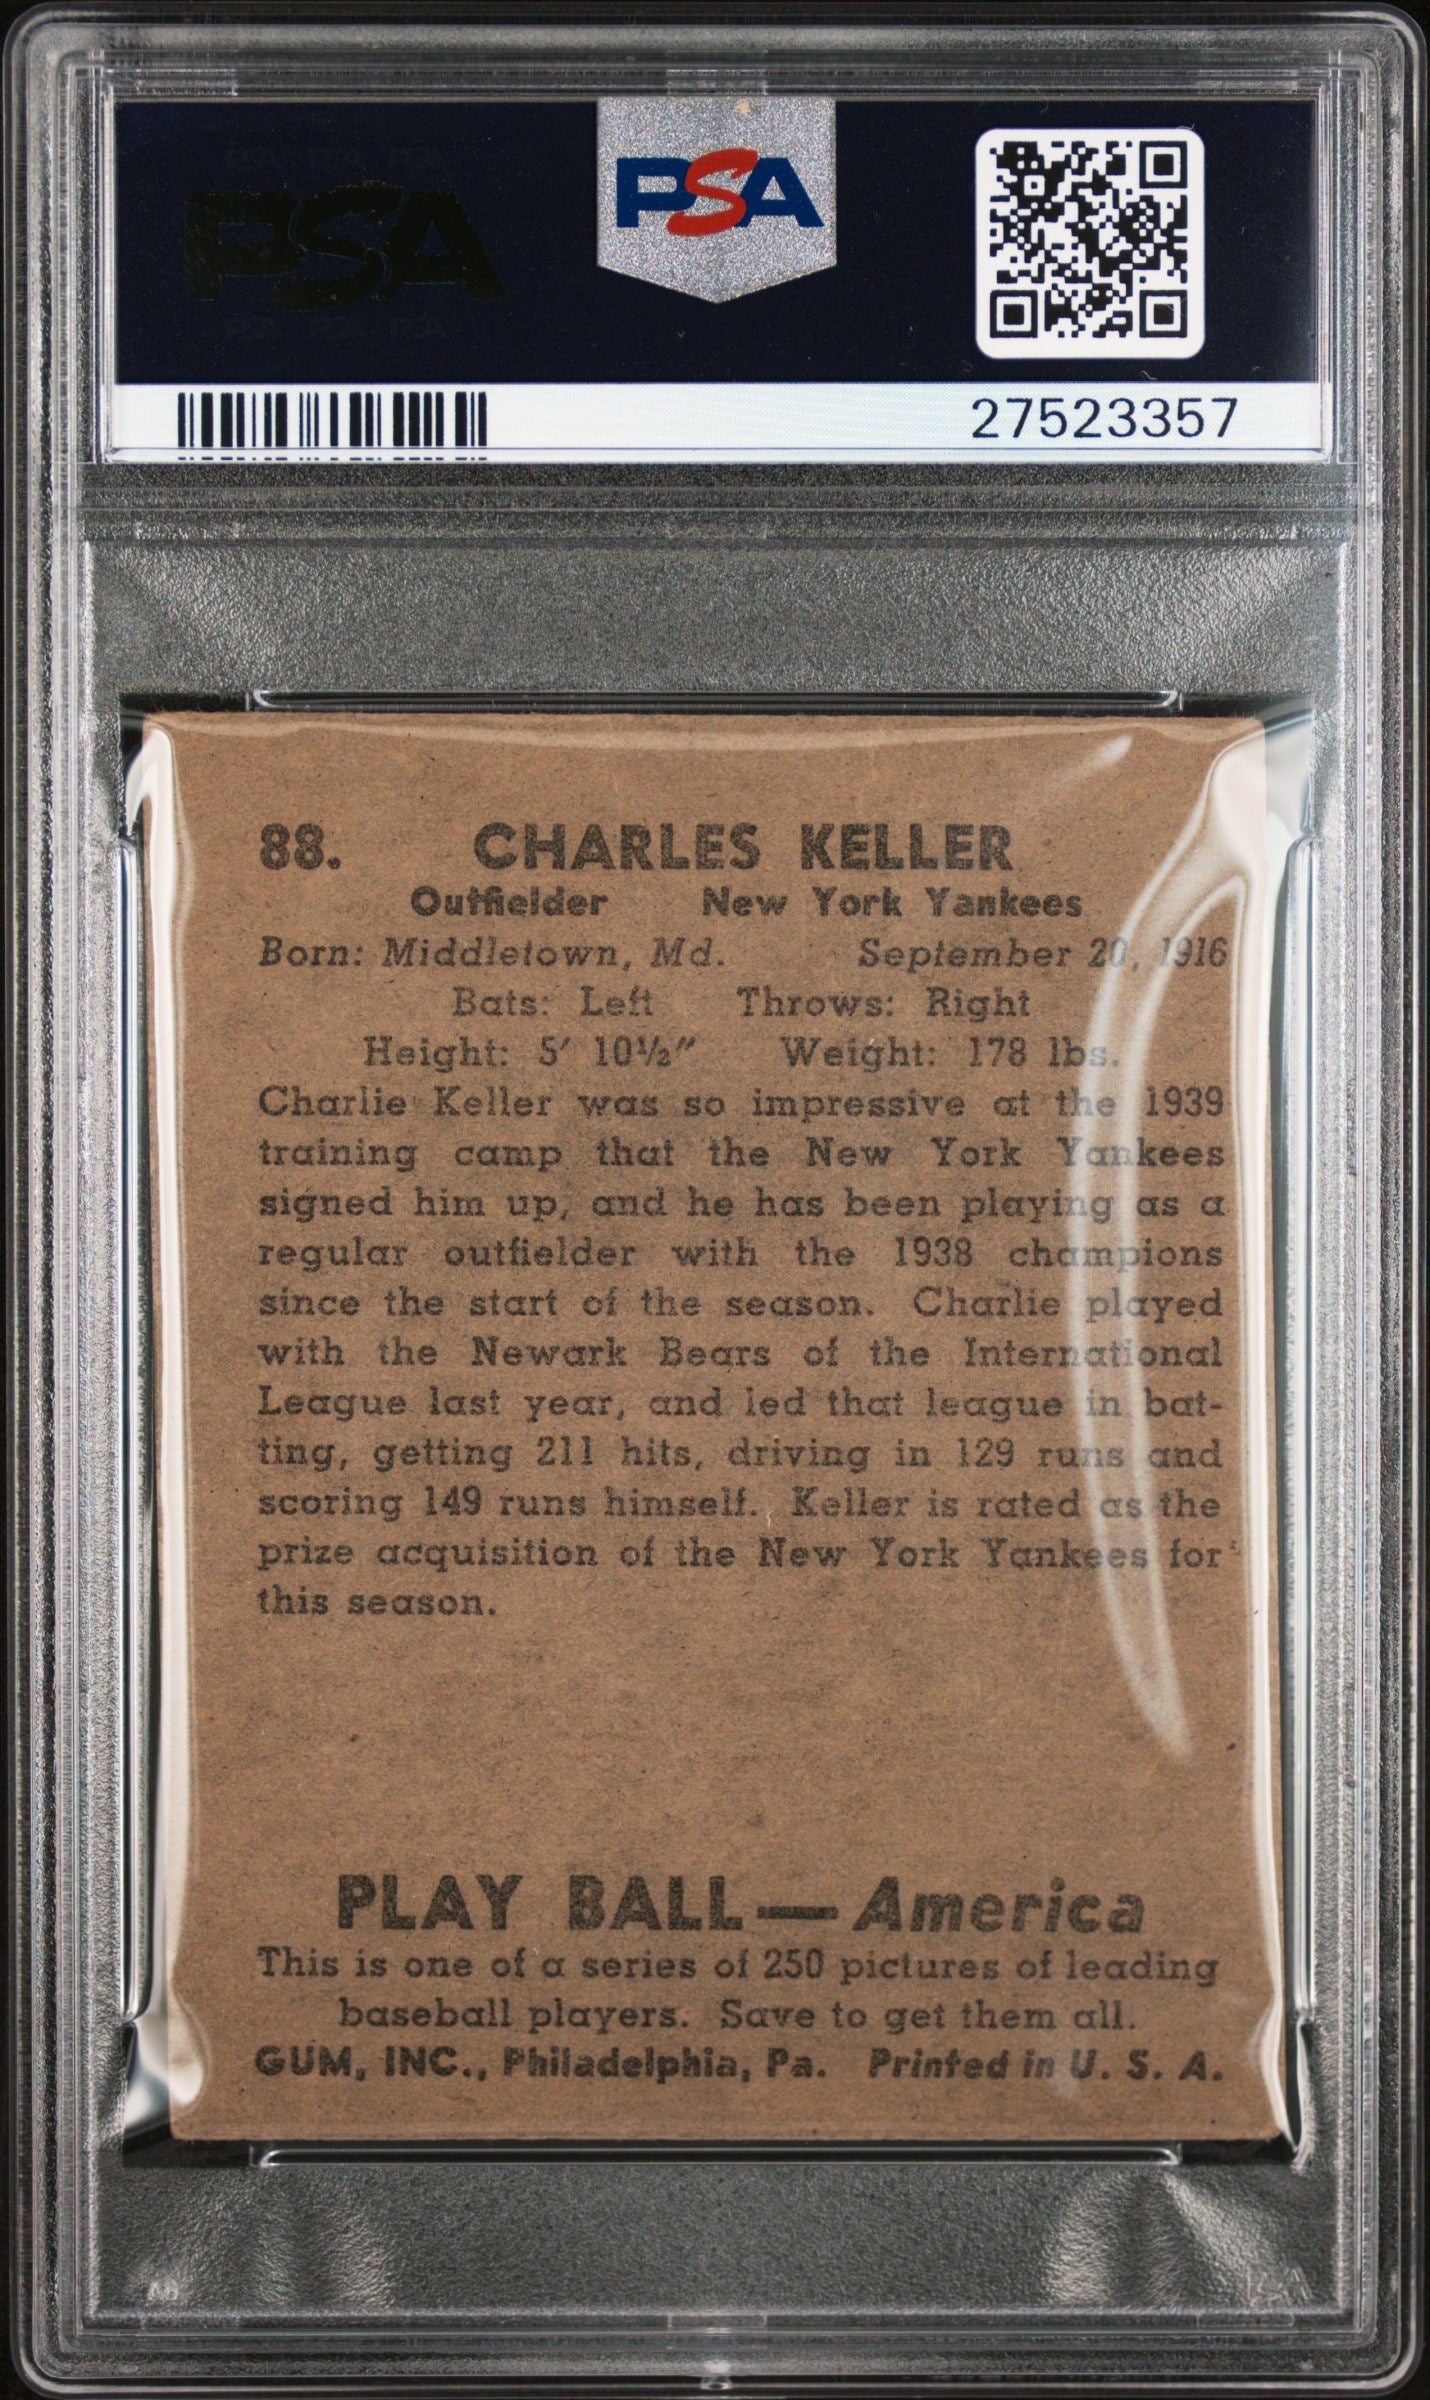 PSA
PSA
27523357
88. CHARLES KELLER
Outfielder New York Yankees
Born: Middletown, Md. September 20, 1916
Bats: Left Throws: Right
Height: 5′ 10½″ Weight: 178 lbs.
Charlie Keller was so impressive at the 1939
training camp that the New York Yankees
signed him up, and he has been playing as a
regular outfielder with the 1938 champions
since the start of the season. Charlie played
with the Newark Bears of the International
League last year, and led that league in bat-
ting, getting 211 hits, driving in 129 runs and
scoring 149 runs himself. Keller is rated as the
prize acquisition of the New York Yankees for
this season.
PLAY BALL—America
This is one of a series of 250 pictures of leading
baseball players. Save to get them all.
GUM, INC., Philadelphia, Pa. Printed in U. S. A.